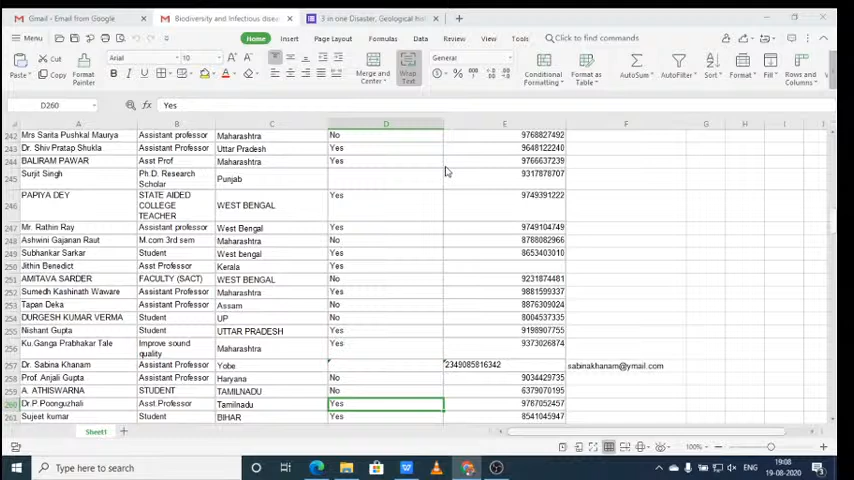 Gmail - Email from Google × Biodiversity and Infectious disea × 3 in one Disaster, Geological ho × +
Menu Home Insert Page Layout Formulas Data Review View Tools Click to find commands
Paste Cut Copy Format Painter Arial 10 B I U Merge and Center Wrap Text General Conditional Formatting Format as Table AutoSum AutoFilter Sort Format Fill Rows and Columns
D260 fx Yes
A B C D E F G H I J
242 Mrs Sarita Pushkal Maurya Assistant professor Maharashtra No 9768827492
243 Dr. Shiv Pratap Shukla Assistant professor Uttar Pradesh Yes 9648122240
244 BALIRAM PAWAR Asst Prof Maharashtra Yes 9766637239
245 Surjit Singh Ph.D. Research Scholar Punjab 9317878707
246 PAPIYA DEY STATE AIDED COLLEGE TEACHER WEST BENGAL Yes 9749391222
247 Mr. Rathin Ray Assistant professor West Bengal Yes 9749104749
248 Ashwini Gajanan Raut M.com 3rd sem Maharashtra No 8788082966
249 Subhankar Sarkar Student West bengal Yes 8653403010
250 Jithin Benedict Asst Professor Kerala Yes
251 AMITAVA SARDER FACULTY (SACT) WEST BENGAL No 9231874481
252 Sumedh Kashinath Waware Assistant Professor Maharashtra Yes 9881599337
253 Tapan Deka Assistant Professor Assam No 8876309024
254 DURGESH KUMAR VERMA Student UP No 8004537335
255 Nishant Gupta Student UTTAR PRADESH Yes 9198907755
256 Ku.Ganga Prabhakar Tale Improve sound quality Maharashtra Yes 9373026874
257 Dr. Sabina Khanam Assistant Professor Yobe 2349085816342 sabinakhanam@ymail.com
258 Prof. Anjali Gupta Assistant Professor Haryana No 9034429735
259 A. ATHISWARNA STUDENT TAMILNADU No 6379070195
260 Dr.P.Poonguzhali Asst.Professor Tamilnadu Yes 9787052457
261 Sujeet kumar Student BIHAR Yes 8541045947
Sheet1 +
100% − +
Type here to search ENG 19:08 19-08-2020 3